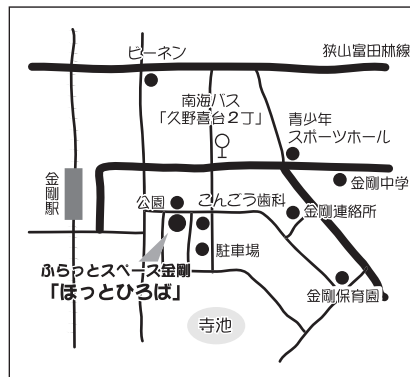 ピーネン
狭山富田林線
南海バス
「久野喜台２丁」
青少年
スポーツホール
金剛駅
金剛中学
公園
こんごう歯科
金剛連絡所
駐車場
ふらっとスペース金剛
「ほっとひろば」
金剛保育園
寺池